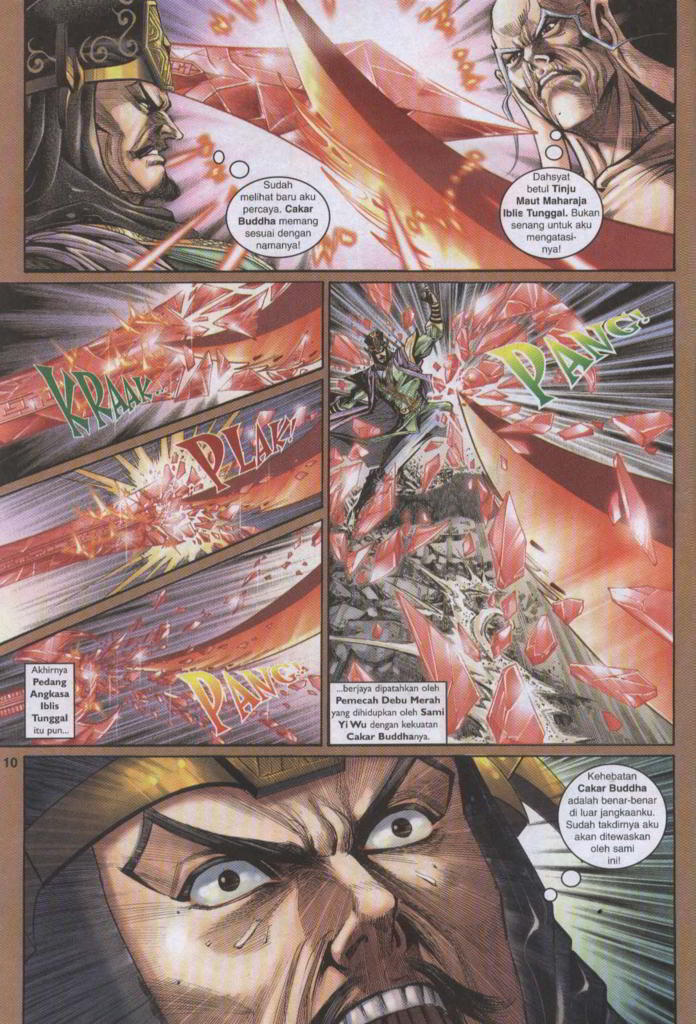 Sudah
melihat baru aku
percaya. Cakar
Buddha memang
sesuai dengan
namanya!
Dahsyat
betul Tinju
Maut Maharaja
Iblis Tunggal. Bukan
senang untuk aku
mengatasi-
nya!
KRAAK...
PLAK!
PANG!
Akhirnya
Pedang
Angkasa
Iblis
Tunggal
itu pun...
PANG!
...berjaya dipatahkan oleh
Pemecah Debu Merah
yang dihidupkan oleh Sami
Yi Wu dengan kekuatan
Cakar Buddhanya.
10
Kehebatan
Cakar Buddha
adalah benar-benar
di luar jangkaanku.
Sudah takdirnya aku
akan ditewaskan
oleh sami
ini!